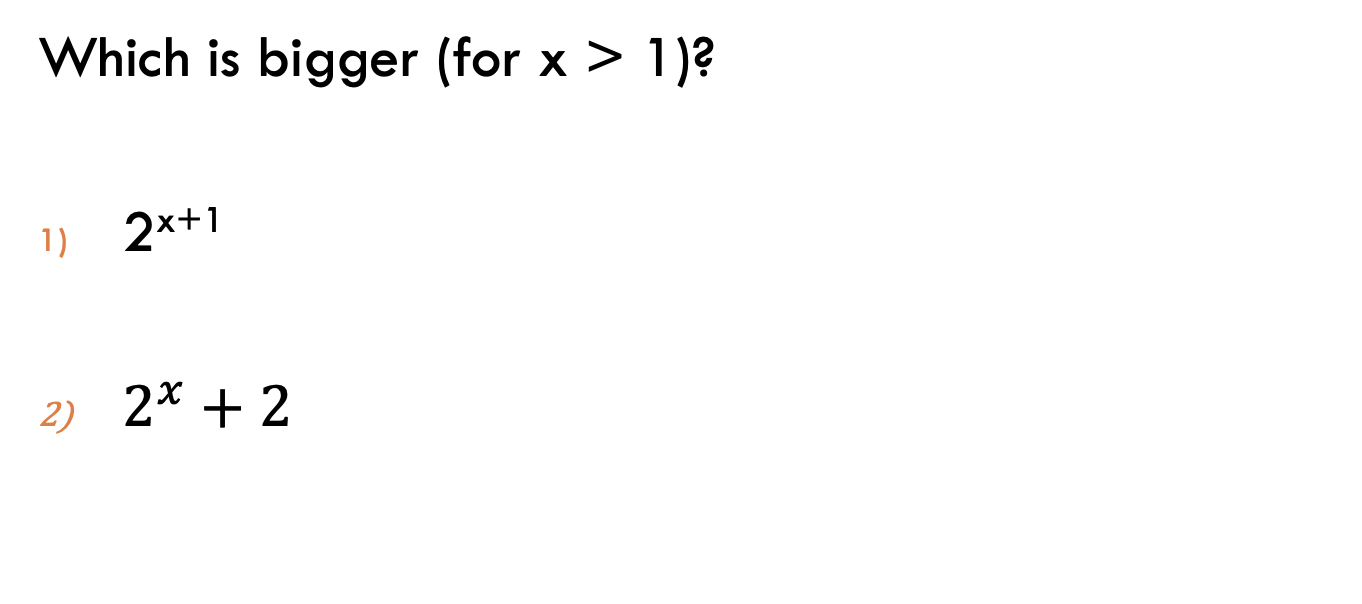 Which is bigger (for x > 1)?
1) 2ˣ⁺¹
2) 2ˣ + 2